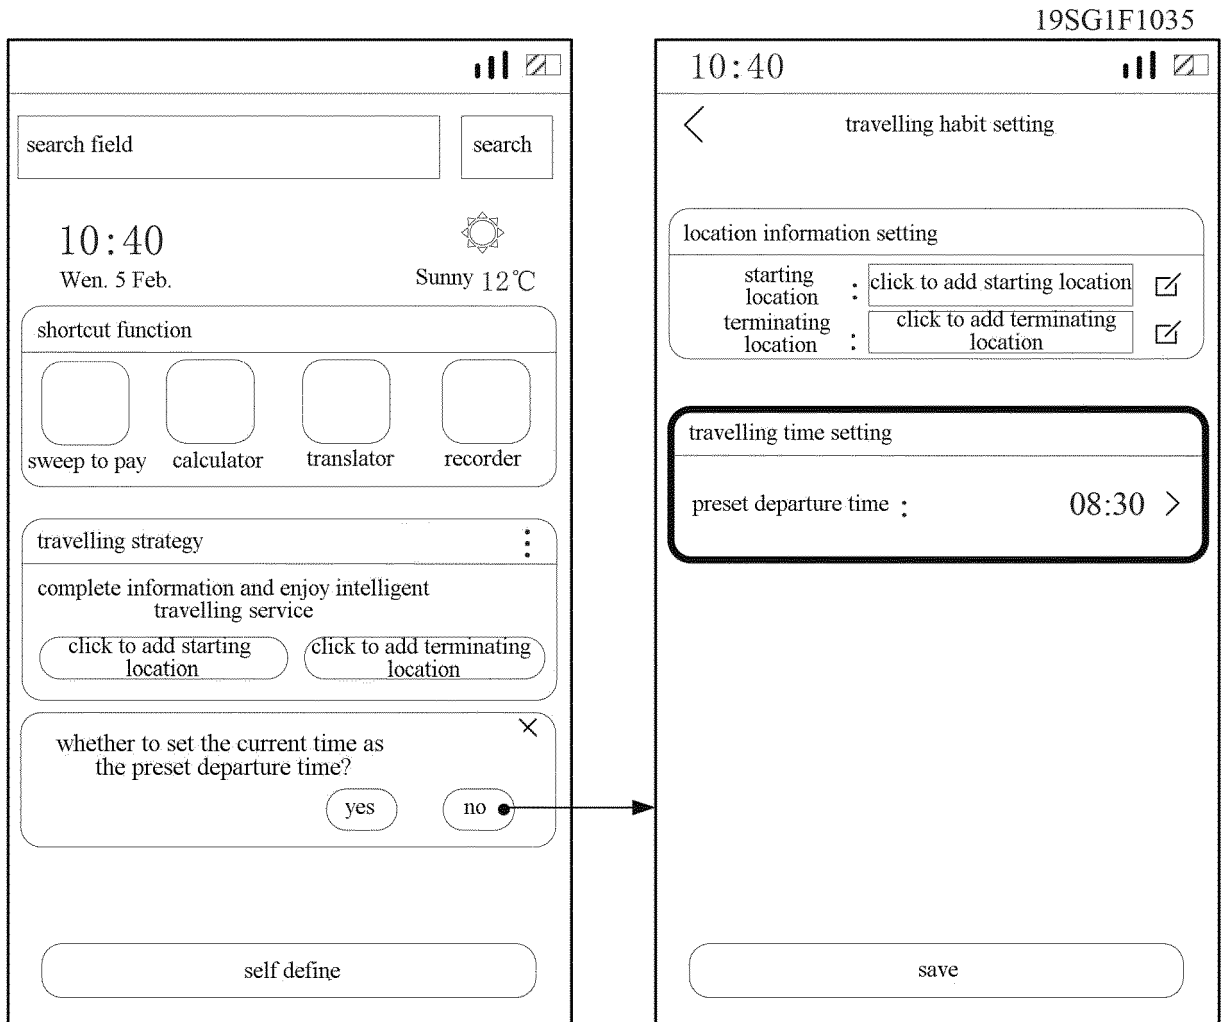 19SG1F1035
search field
search
10:40
Wen. 5 Feb.
Sunny 12℃
shortcut function
sweep to pay
calculator
translator
recorder
travelling strategy
complete information and enjoy intelligent
travelling service
click to add starting
location
click to add terminating
location
whether to set the current time as
the preset departure time?
yes
no
self define
10:40
travelling habit setting
location information setting
starting
location :
click to add starting location
terminating
location :
click to add terminating
location
travelling time setting
preset departure time :
08:30
save